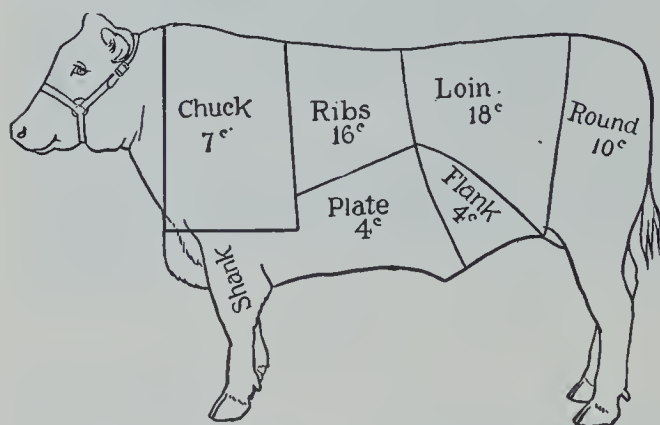 Chuck
7c
Ribs
16c
Loin
18c
Round
10c
Plate
4c
Flank
4c
Shank